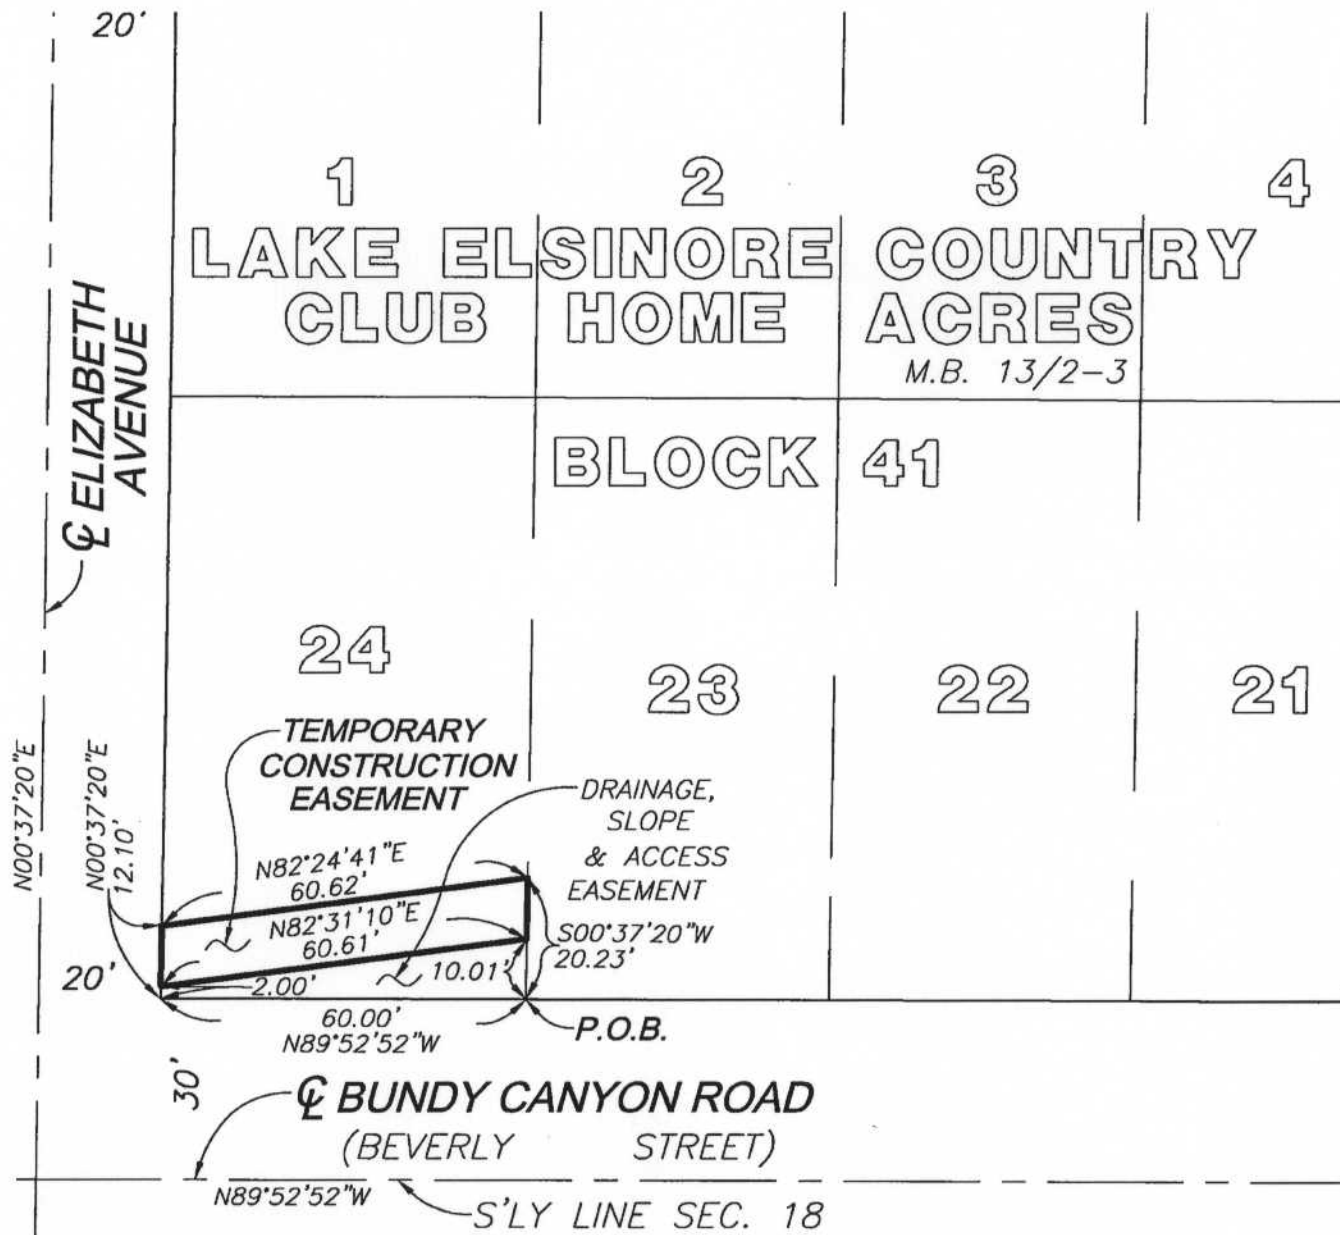 20'
1
2
3
4
LAKE ELSINORE COUNTRY
CLUB HOME ACRES
M.B. 13/2-3
BLOCK 41
℄ ELIZABETH
AVENUE
24
23
22
21
TEMPORARY
CONSTRUCTION
EASEMENT
DRAINAGE,
SLOPE
& ACCESS
EASEMENT
N00°37'20"E
N00°37'20"E
12.10'
N82°24'41"E
60.62'
N82°31'10"E
60.61'
S00°37'20"W
20.23'
10.01'
20'
2.00'
60.00'
N89°52'52"W
P.O.B.
30'
℄ BUNDY CANYON ROAD
(BEVERLY STREET)
N89°52'52"W
S'LY LINE SEC. 18